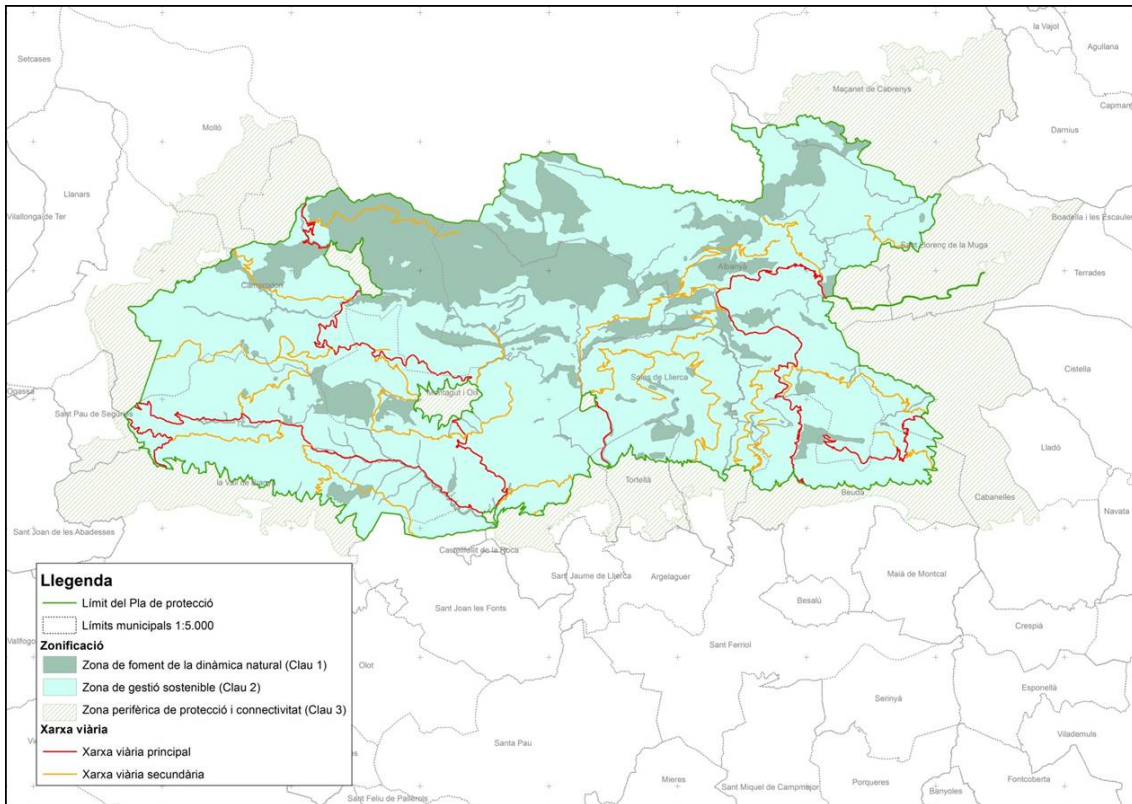 la Vajol
Agullana
Setcases
Maçanet de Cabrenys
Capmany
Molló
Darnius
Llanars
Vilallonga de Ter
Boadella i les Escaules
Sant Llorenç de la Muga
Albanyà
Terrades
Camprodon
Cistella
Sales de Llierca
Ogassa
Montagut i Oix
Sant Pau de Segúries
Lladó
la Vall de Bianya
Tortellà
Beuda
Cabanelles
Navata
Sant Joan de les Abadesses
Castellfollit de la Roca
Sant Jaume de Llierca
Argelaguer
Maià de Montcal
Besalú
Sant Joan les Fonts
Crespià
Vallfogo
Olot
Sant Ferriol
Serinyà
Esponellà
Santa Pau
Vilademuls
Mieres
Sant Miquel de Campmajor
Porqueres
Fontcoberta
Banyoles
Sant Feliu de Pallerols
Llegenda
Límit del Pla de protecció
Límits municipals 1:5.000
Zonificació
Zona de foment de la dinàmica natural (Clau 1)
Zona de gestió sostenible (Clau 2)
Zona perifèrica de protecció i connectivitat (Clau 3)
Xarxa viària
Xarxa viària principal
Xarxa viària secundària